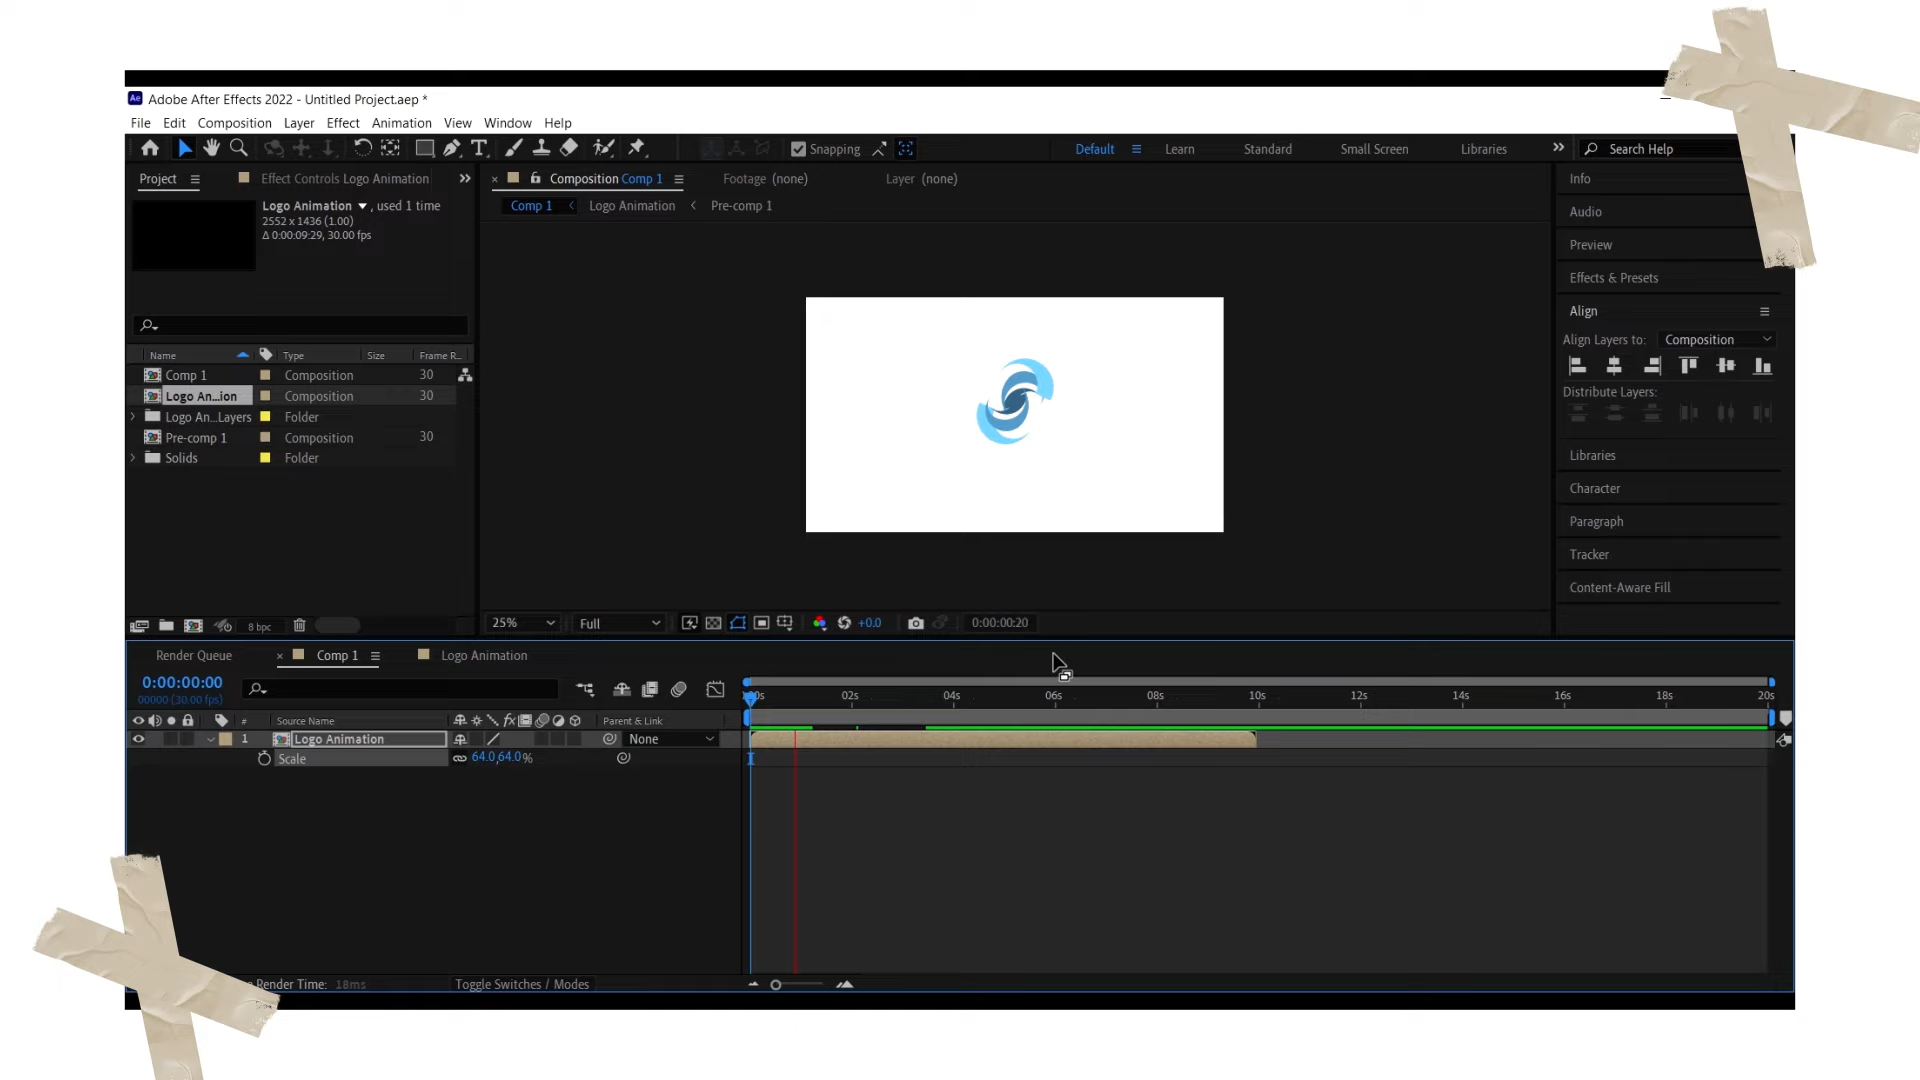 Ae Adobe After Effects 2022 - Untitled Project.aep *
File Edit Composition Layer Effect Animation View Window Help
Snapping Default Learn Standard Small Screen Libraries Search Help
Project Effect Controls Logo Animation
Composition Comp 1 Footage (none) Layer (none)
Comp 1 Logo Animation Pre-comp 1
Logo Animation , used 1 time
2552 x 1436 (1.00)
Δ 0:00:09:29, 30.00 fps
Name Type Size Frame R...
Comp 1 Composition 30
Logo An...ion Composition 30
Logo An...Layers Folder
Pre-comp 1 Composition 30
Solids Folder
8 bpc
25% Full +0.0 0:00:00:20
Info
Audio
Preview
Effects & Presets
Align
Align Layers to: Composition
Distribute Layers:
Libraries
Character
Paragraph
Tracker
Content-Aware Fill
Render Queue Comp 1 Logo Animation
0:00:00:00
00000 (30.00 fps)
02s 04s 06s 08s 10s 12s 14s 16s 18s 20s
# Source Name fx Parent & Link
1 Logo Animation None
Scale 64.0,64.0%
Render Time: 18ms Toggle Switches / Modes